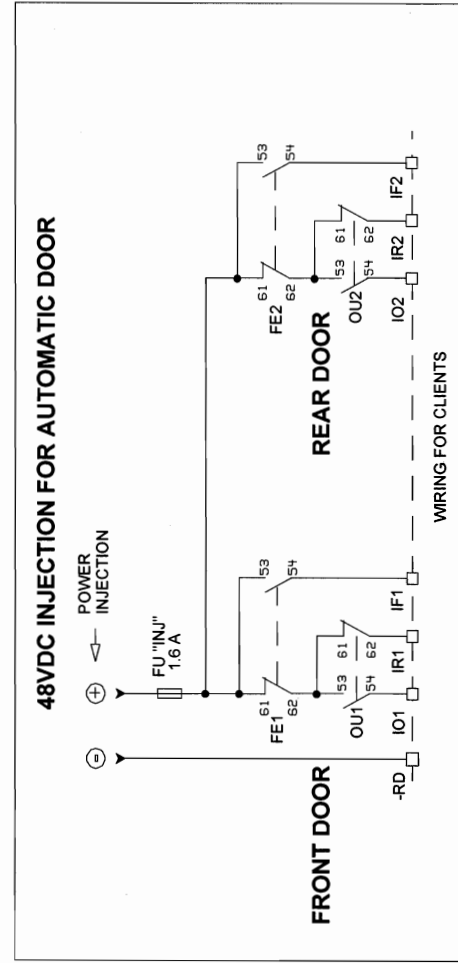 48VDC INJECTION FOR AUTOMATIC DOOR
POWER
INJECTION
- +
FU "INJ"
1.6 A
FRONT DOOR
61 53
62 54
FE1
53 61
54 62
OU1
-RD IO1 IR1 IF1
REAR DOOR
61 53
62 54
FE2
53 61
54 62
OU2
IO2 IR2 IF2
WIRING FOR CLIENTS